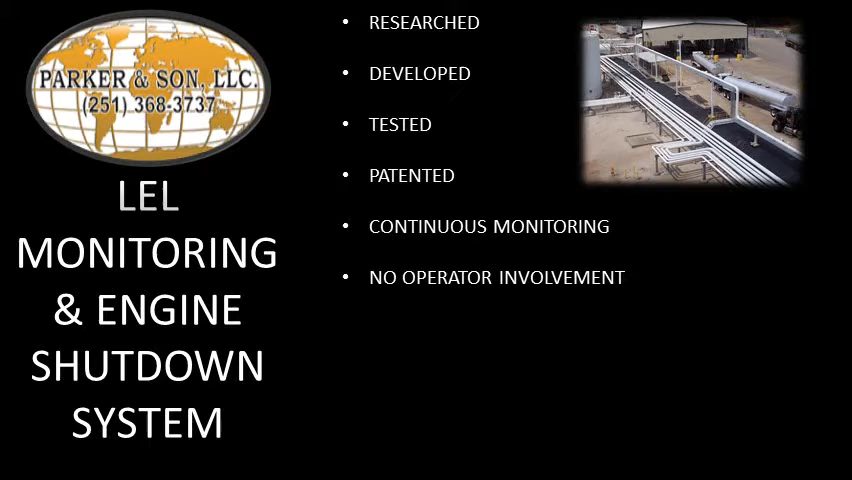 PARKER & SON, LLC.
(251) 368-3737
LEL
MONITORING
& ENGINE
SHUTDOWN
SYSTEM
• RESEARCHED
• DEVELOPED
• TESTED
• PATENTED
• CONTINUOUS MONITORING
• NO OPERATOR INVOLVEMENT